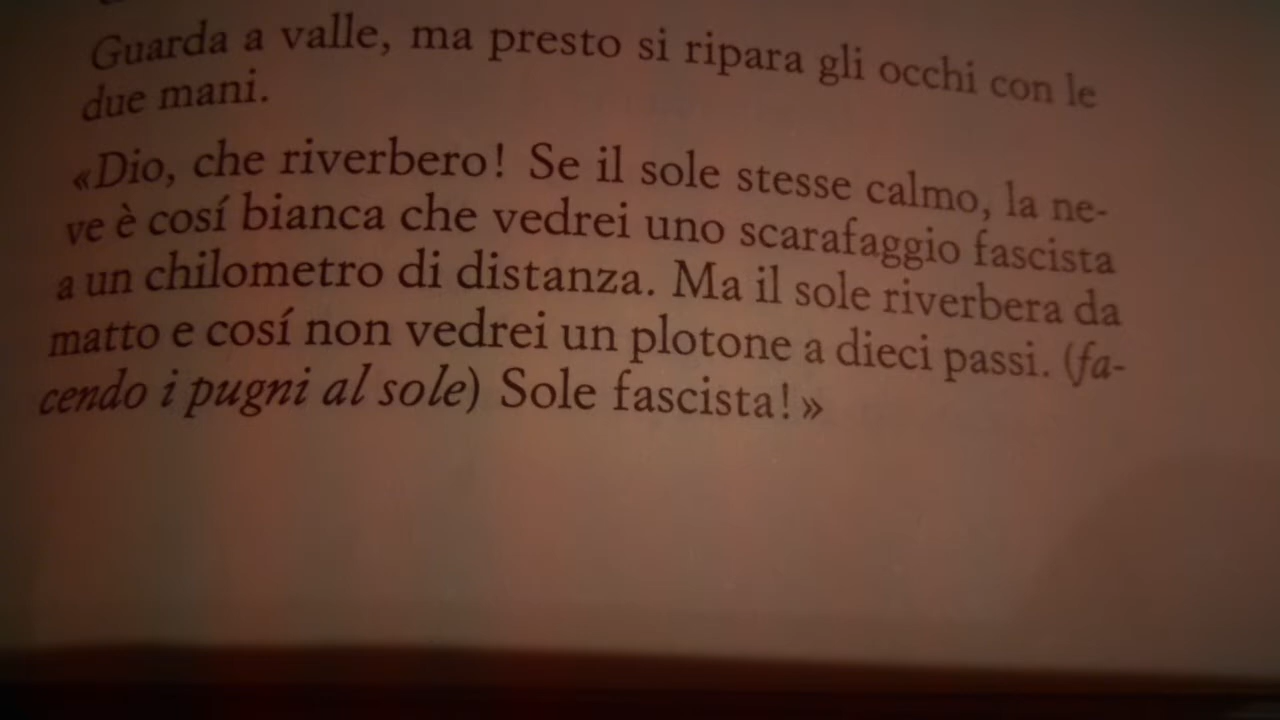 Guarda a valle, ma presto si ripara gli occhi con le
due mani.
«Dio, che riverbero! Se il sole stesse calmo, la ne-
ve è cosí bianca che vedrei uno scarafaggio fascista
a un chilometro di distanza. Ma il sole riverbera da
matto e cosí non vedrei un plotone a dieci passi. (fa-
cendo i pugni al sole) Sole fascista!»